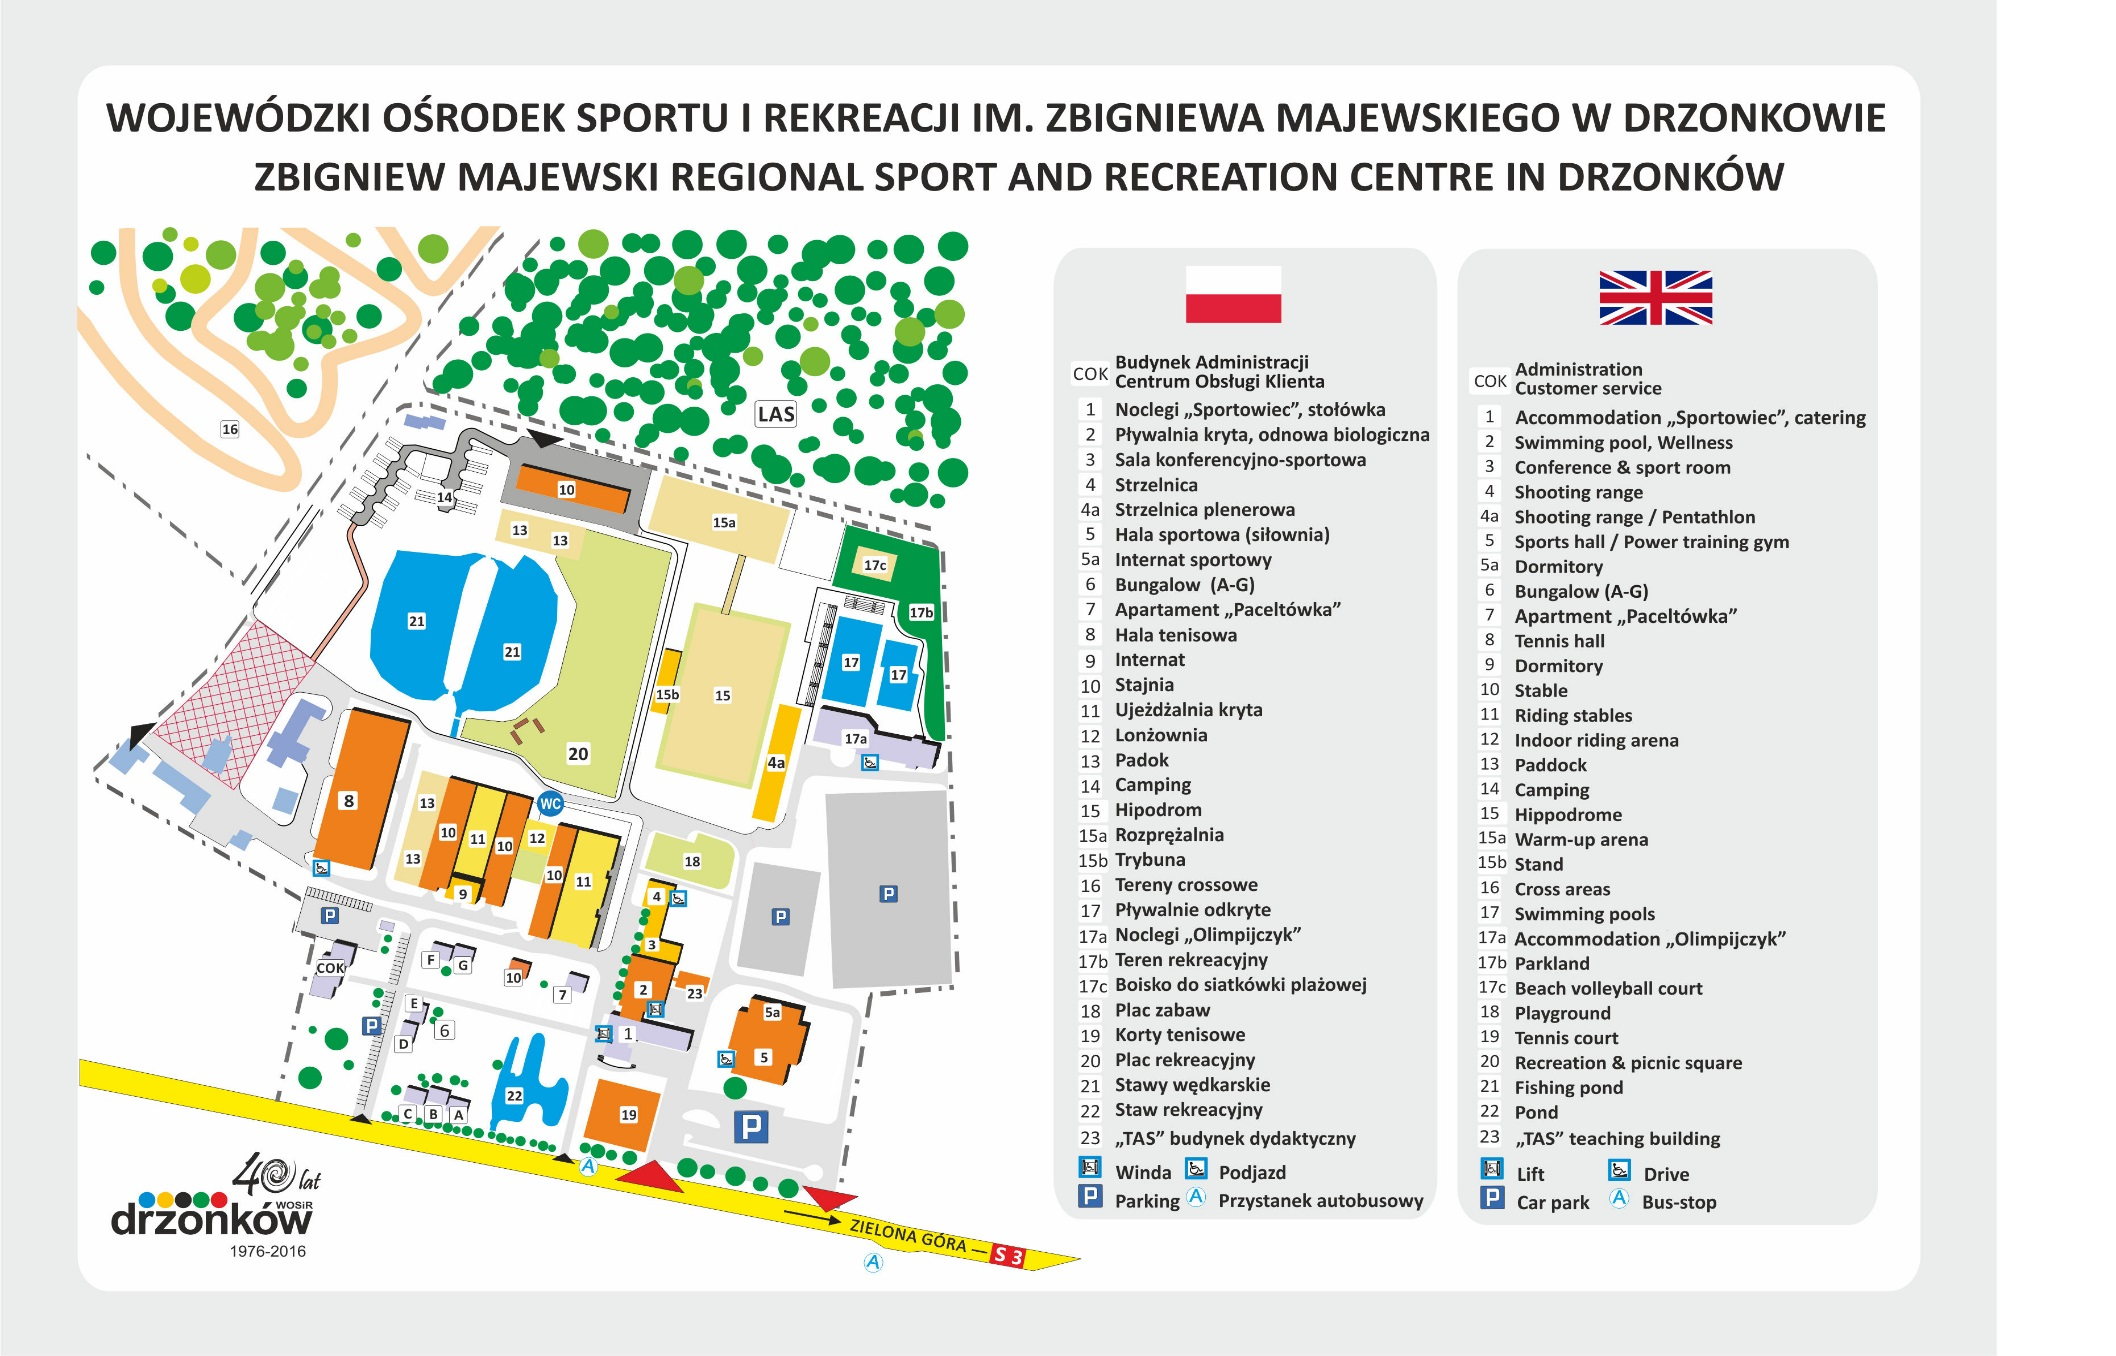 WOJEWÓDZKI OŚRODEK SPORTU I REKREACJI IM. ZBIGNIEWA MAJEWSKIEGO W DRZONKOWIE
ZBIGNIEW MAJEWSKI REGIONAL SPORT AND RECREATION CENTRE IN DRZONKÓW
LAS
16
14
10
13
13
15a
17c
17b
21
21
17
17
15b
15
17a
20
4a
8
13
10
11
10
WC
12
13
10
11
9
18
4
P
P
P
3
COK
F
G
10
7
2
23
E
6
D
P
1
5a
5
22
C
B
A
19
P
A
ZIELONA GÓRA — S 3
A
40 lat
WOSiR
drzonków
1976-2016
COK Budynek Administracji
Centrum Obsługi Klienta
1 Noclegi „Sportowiec”, stołówka
2 Pływalnia kryta, odnowa biologiczna
3 Sala konferencyjno-sportowa
4 Strzelnica
4a Strzelnica plenerowa
5 Hala sportowa (siłownia)
5a Internat sportowy
6 Bungalow (A-G)
7 Apartament „Paceltówka”
8 Hala tenisowa
9 Internat
10 Stajnia
11 Ujeżdżalnia kryta
12 Lonżownia
13 Padok
14 Camping
15 Hipodrom
15a Rozprężalnia
15b Trybuna
16 Tereny crossowe
17 Pływalnie odkryte
17a Noclegi „Olimpijczyk”
17b Teren rekreacyjny
17c Boisko do siatkówki plażowej
18 Plac zabaw
19 Korty tenisowe
20 Plac rekreacyjny
21 Stawy wędkarskie
22 Staw rekreacyjny
23 „TAS” budynek dydaktyczny
Winda Podjazd
P Parking A Przystanek autobusowy
COK Administration
Customer service
1 Accommodation „Sportowiec”, catering
2 Swimming pool, Wellness
3 Conference & sport room
4 Shooting range
4a Shooting range / Pentathlon
5 Sports hall / Power training gym
5a Dormitory
6 Bungalow (A-G)
7 Apartment „Paceltówka”
8 Tennis hall
9 Dormitory
10 Stable
11 Riding stables
12 Indoor riding arena
13 Paddock
14 Camping
15 Hippodrome
15a Warm-up arena
15b Stand
16 Cross areas
17 Swimming pools
17a Accommodation „Olimpijczyk”
17b Parkland
17c Beach volleyball court
18 Playground
19 Tennis court
20 Recreation & picnic square
21 Fishing pond
22 Pond
23 „TAS” teaching building
Lift Drive
P Car park A Bus-stop